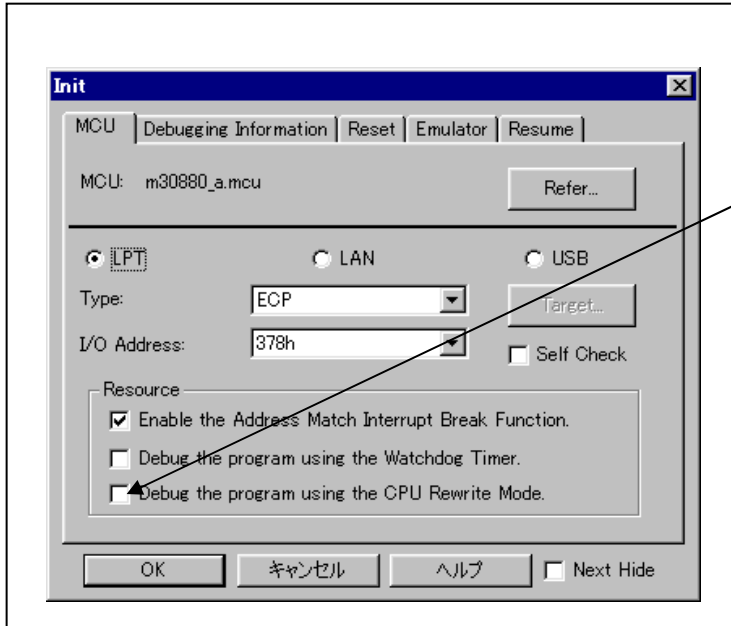 Init
MCU Debugging Information Reset Emulator Resume
MCU: m30880_a.mcu Refer...
LPT LAN USB
Type: ECP Target...
I/O Address: 378h Self Check
Resource
Enable the Address Match Interrupt Break Function.
Debug the program using the Watchdog Timer.
Debug the program using the CPU Rewrite Mode.
OK キャンセル ヘルプ Next Hide